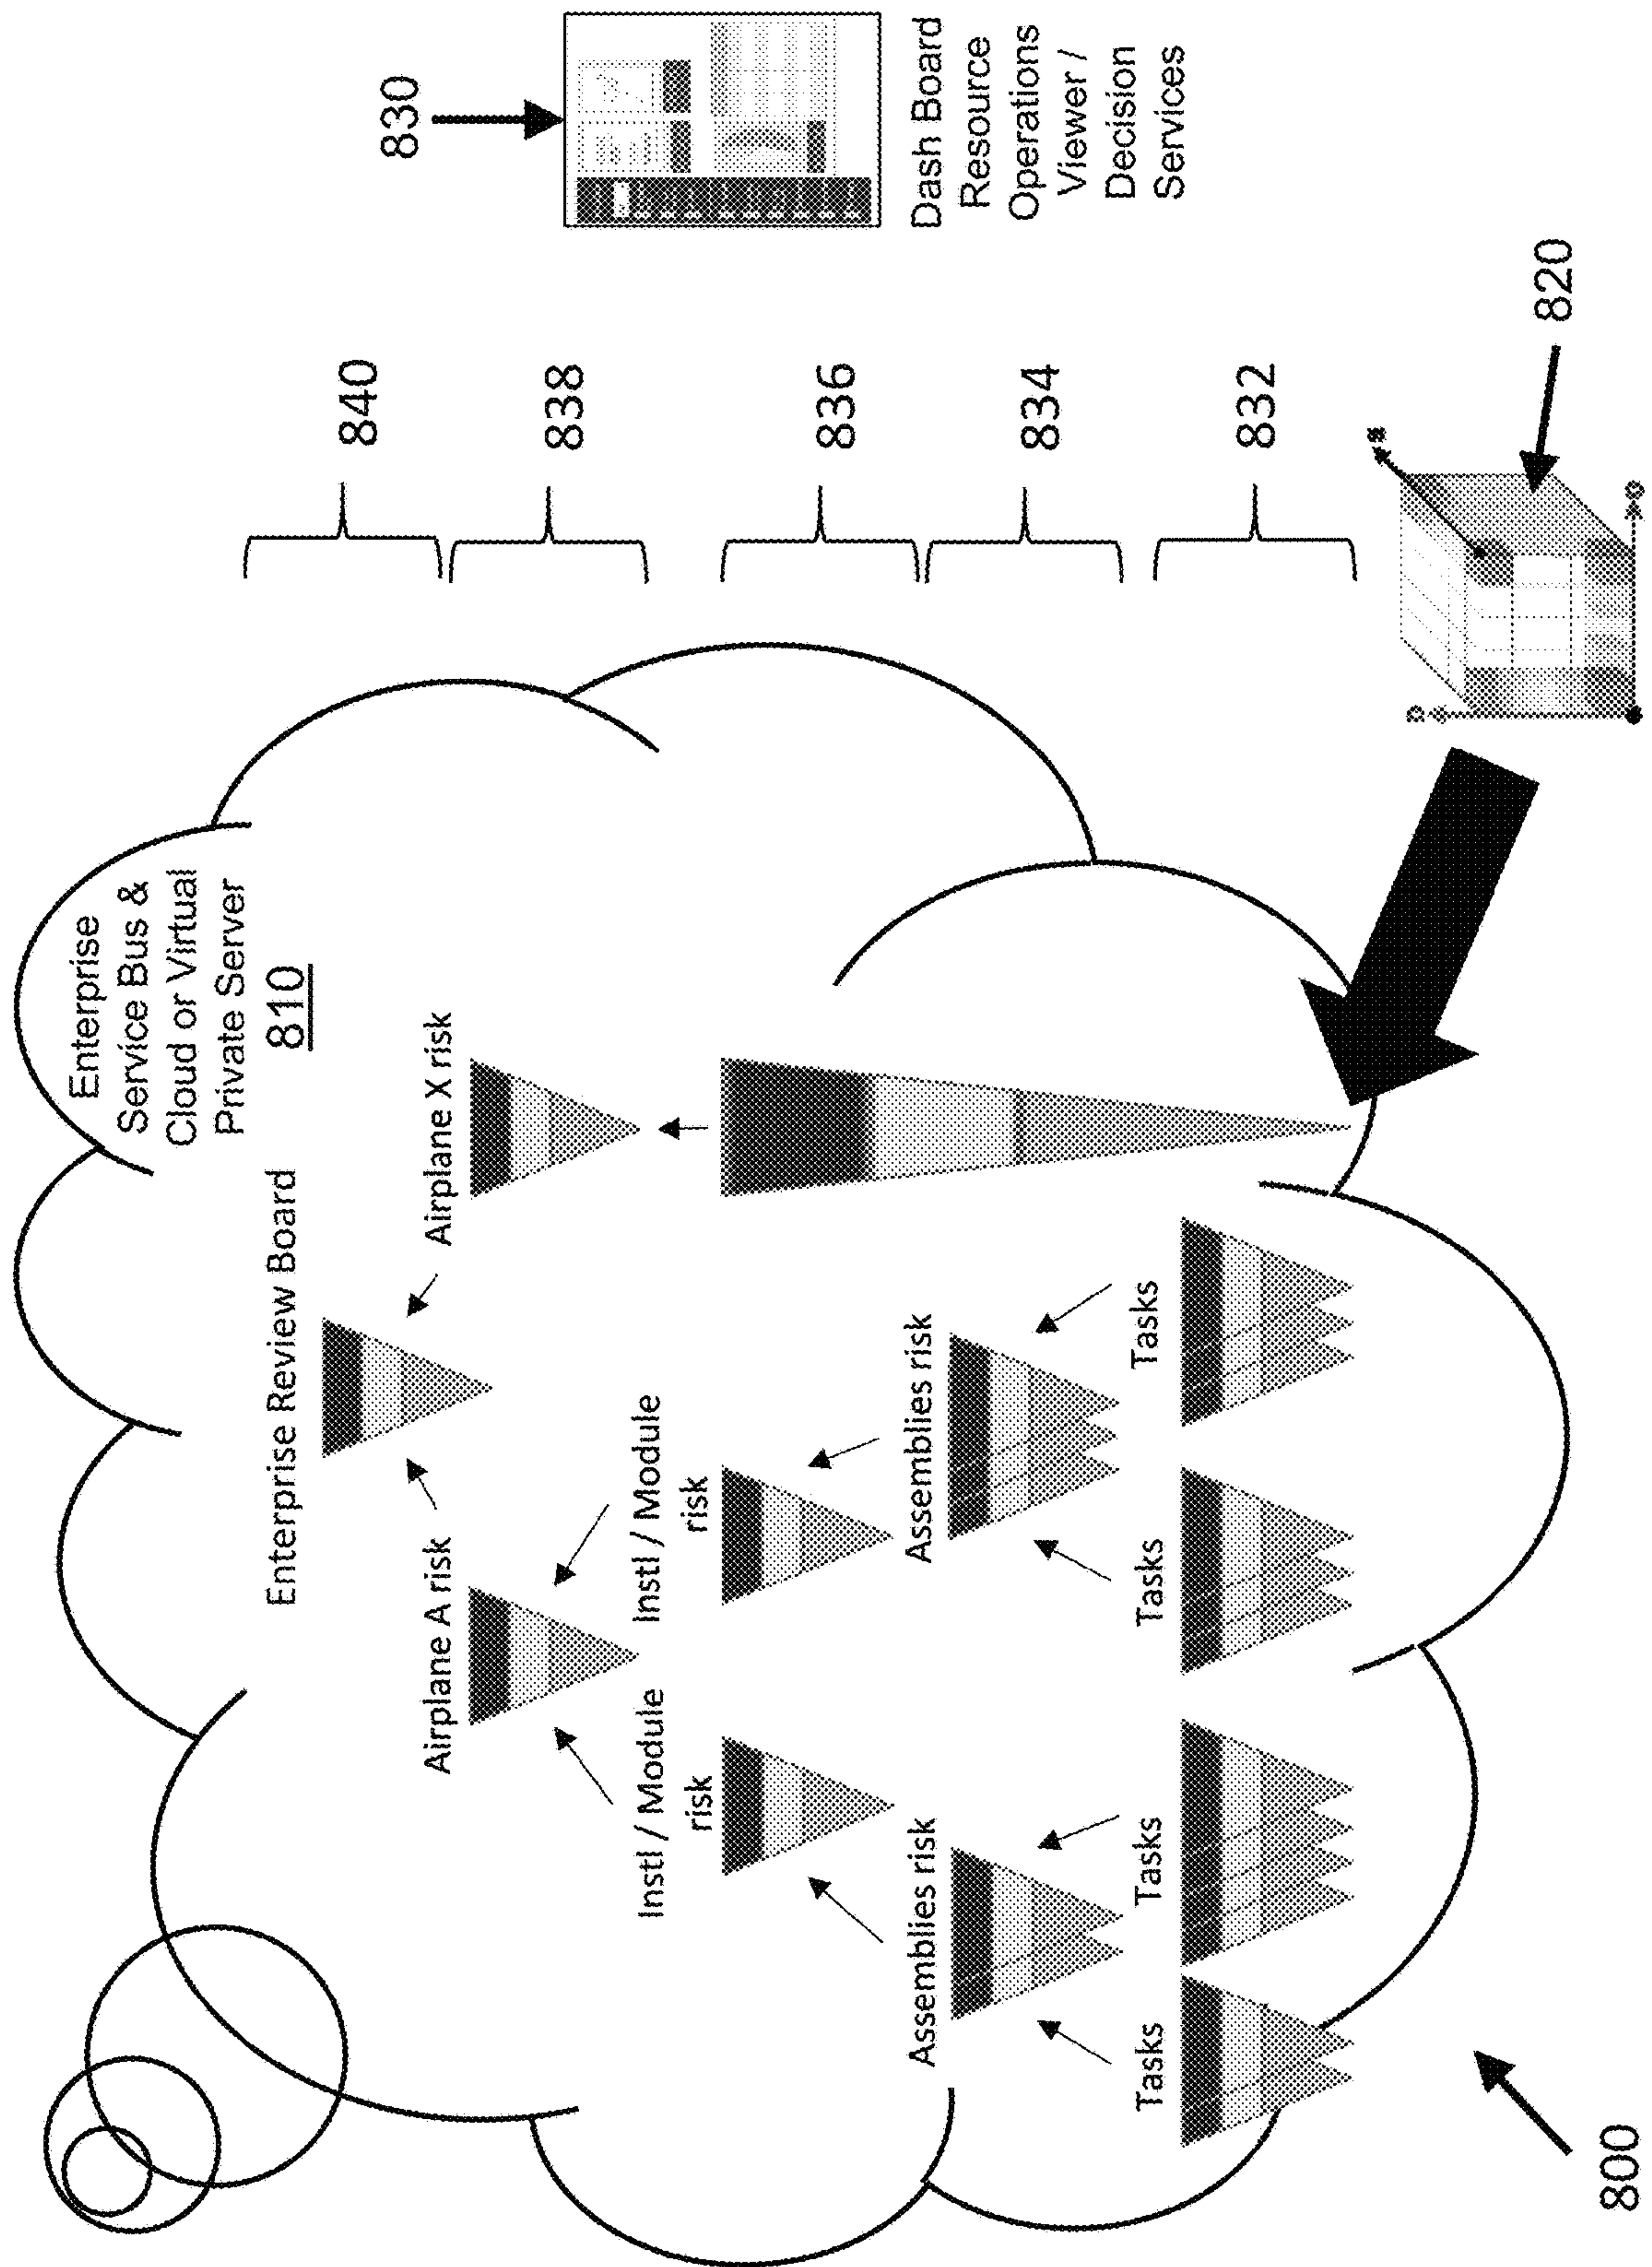 Enterprise
Service Bus &
Cloud or Virtual
Private Server
810
Enterprise Review Board
840
830
Airplane A risk
Airplane X risk
838
Instl / Module
risk
Instl / Module
risk
836
Assemblies risk
Assemblies risk
834
Dash Board
Resource
Operations
Viewer /
Decision
Services
Tasks
Tasks
Tasks
Tasks
832
820
800